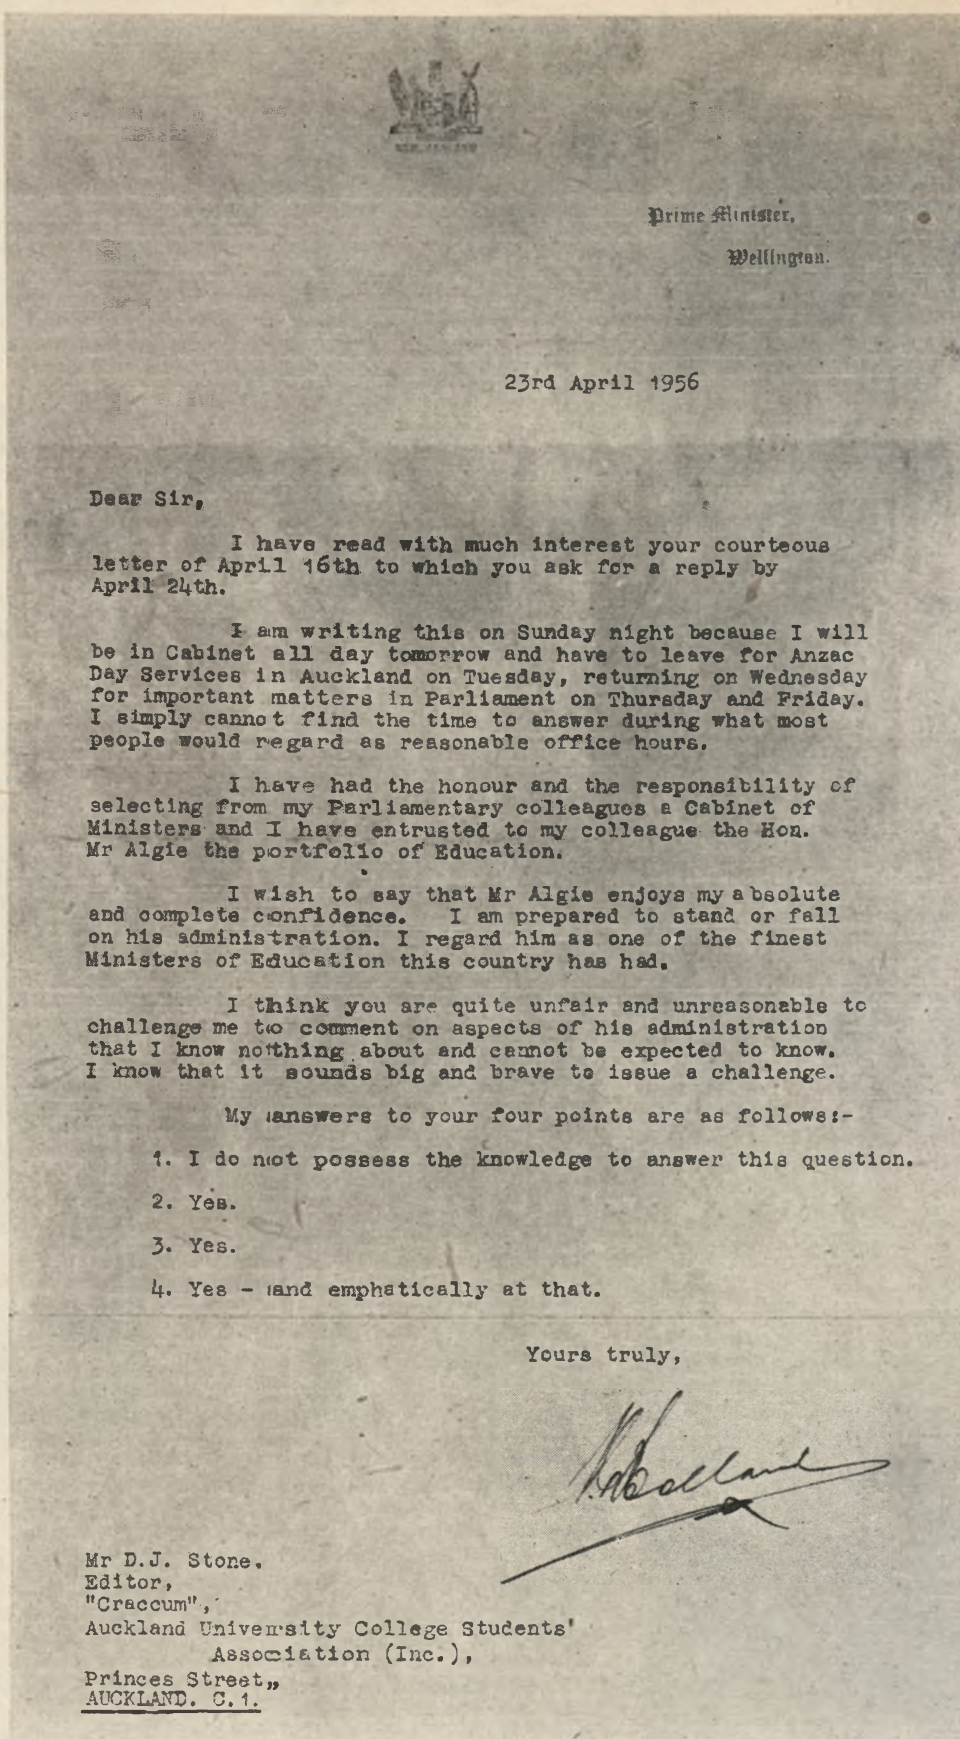 Prime Minister,
Wellington.
23rd April 1956
Dear Sir,
I have read with much interest your courteous
letter of April 16th to which you ask for a reply by
April 24th.
I am writing this on Sunday night because I will
be in Cabinet all day tomorrow and have to leave for Anzac
Day Services in Auckland on Tuesday, returning on Wednesday
for important matters in Parliament on Thursday and Friday.
I simply cannot find the time to answer during what most
people would regard as reasonable office hours.
I have had the honour and the responsibility of
selecting from my Parliamentary colleagues a Cabinet of
Ministers and I have entrusted to my colleague the Hon.
Mr Algie the portfolio of Education.
I wish to say that Mr Algie enjoys my absolute
and complete confidence. I am prepared to stand or fall
on his administration. I regard him as one of the finest
Ministers of Education this country has had.
I think you are quite unfair and unreasonable to
challenge me to comment on aspects of his administration
that I know nothing about and cannot be expected to know.
I know that it sounds big and brave to issue a challenge.
My answers to your four points are as follows:-
1. I do not possess the knowledge to answer this question.
2. Yes.
3. Yes.
4. Yes - and emphatically at that.
Yours truly,
Holland
Mr D.J. Stone.
Editor,
"Craccum",
Auckland University College Students'
Association (Inc.),
Princes Street,,
AUCKLAND. C.1.